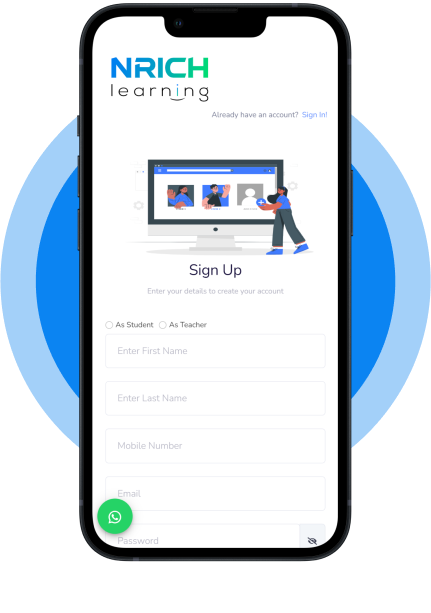 NRICH
learning
Already have an account? Sign In!
Sign Up
Enter your details to create your account
As Student As Teacher
Enter First Name
Enter Last Name
Mobile Number
Email
Password